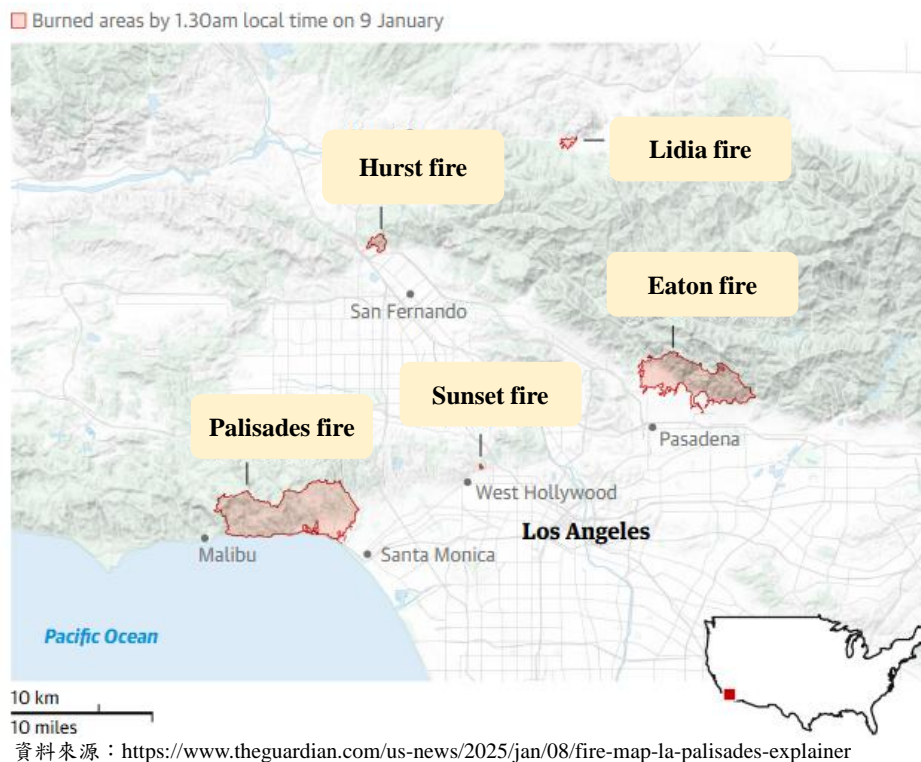 Burned areas by 1.30am local time on 9 January
Lidia fire
Hurst fire
Eaton fire
San Fernando
Sunset fire
Palisades fire
Pasadena
West Hollywood
Los Angeles
Malibu
Santa Monica
Pacific Ocean
10 km
10 miles
資料來源：https://www.theguardian.com/us-news/2025/jan/08/fire-map-la-palisades-explainer